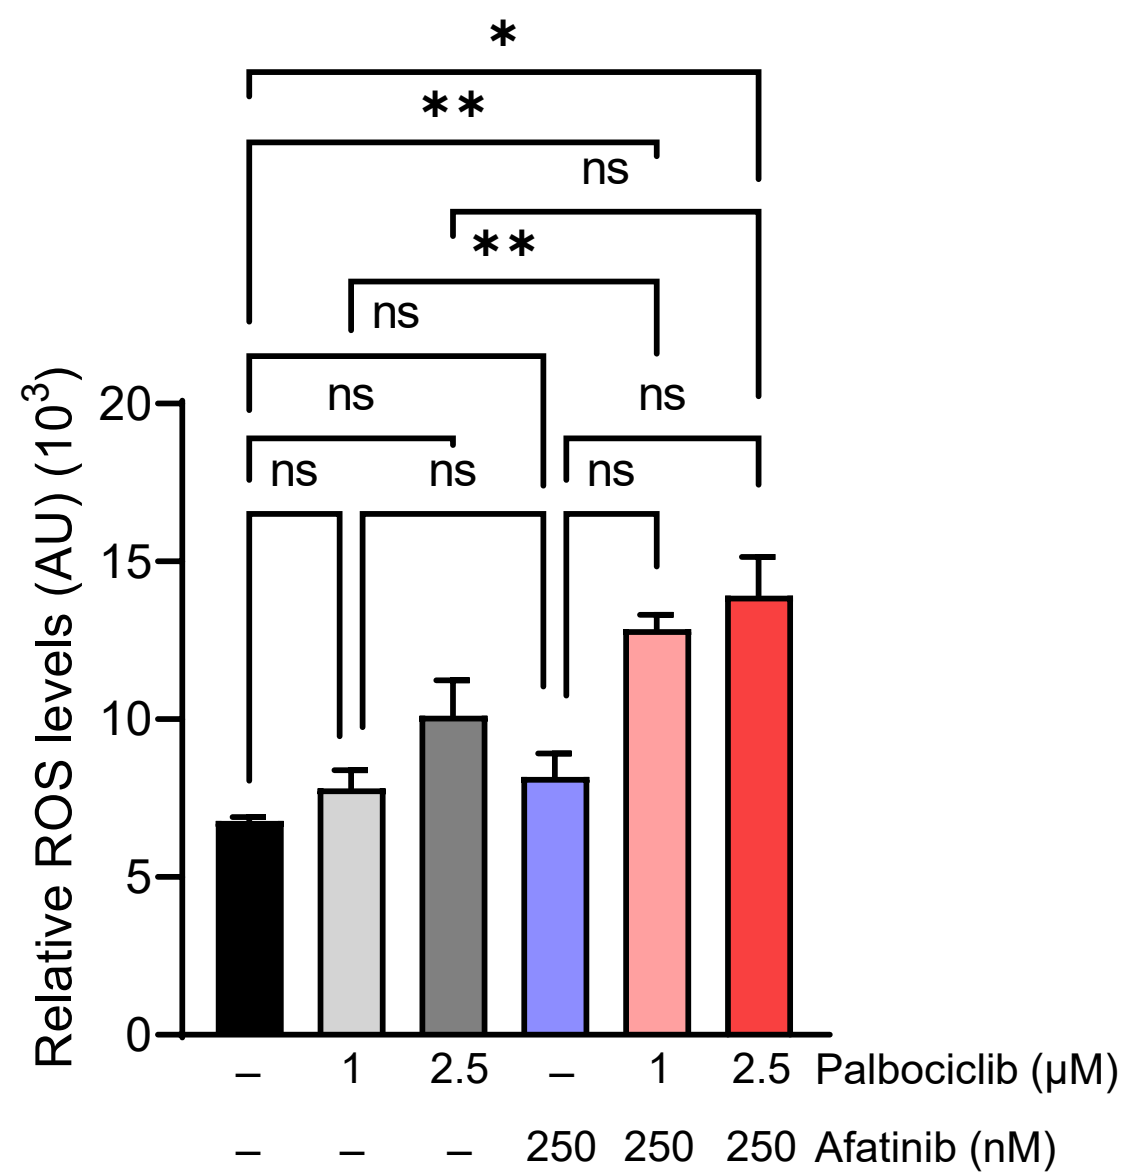 *
**
ns
**
ns
ns ns
ns ns ns
Relative ROS levels (AU) (10³)
20
15
10
5
0
– 1 2.5 – 1 2.5 Palbociclib (µM)
– – – 250 250 250 Afatinib (nM)